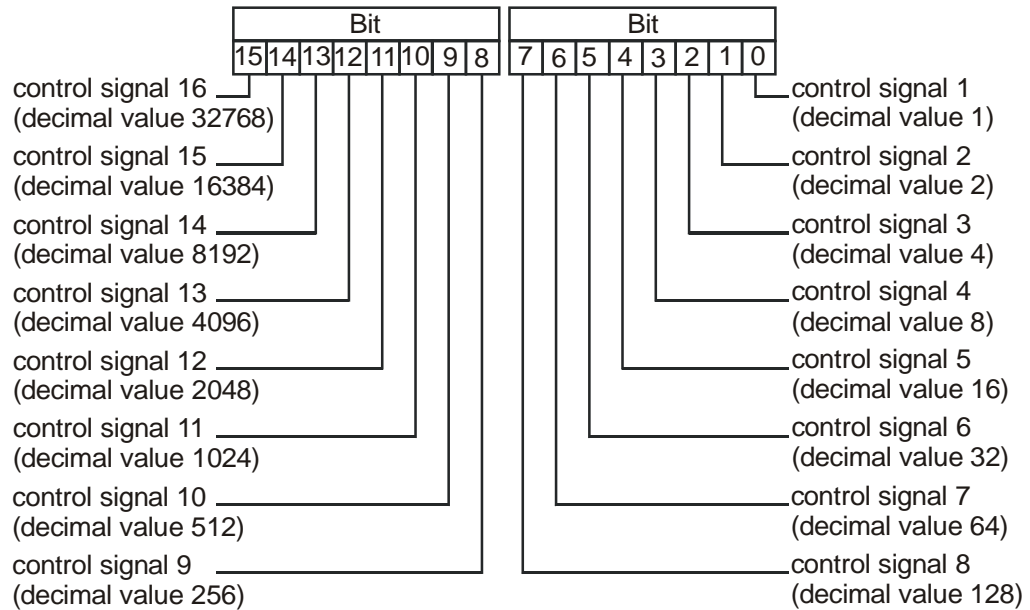 Bit Bit
15 14 13 12 11 10 9 8 7 6 5 4 3 2 1 0
control signal 16
(decimal value 32768)
control signal 15
(decimal value 16384)
control signal 14
(decimal value 8192)
control signal 13
(decimal value 4096)
control signal 12
(decimal value 2048)
control signal 11
(decimal value 1024)
control signal 10
(decimal value 512)
control signal 9
(decimal value 256)
control signal 1
(decimal value 1)
control signal 2
(decimal value 2)
control signal 3
(decimal value 4)
control signal 4
(decimal value 8)
control signal 5
(decimal value 16)
control signal 6
(decimal value 32)
control signal 7
(decimal value 64)
control signal 8
(decimal value 128)